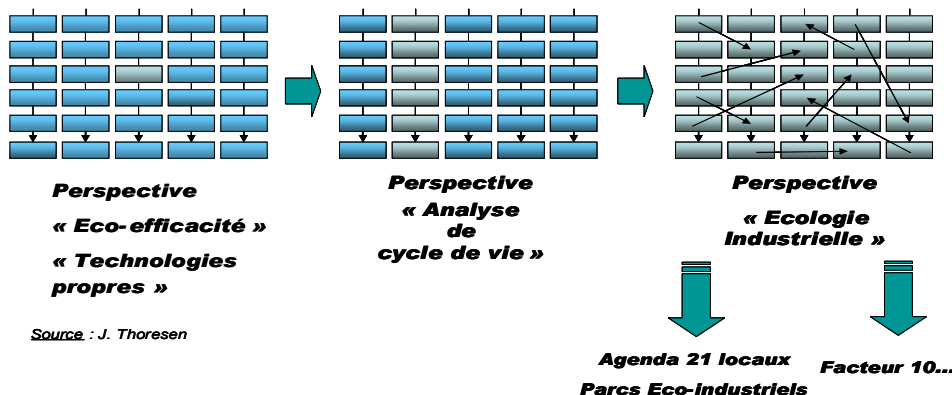 Perspective
« Eco-efficacité »
« Technologies
propres »
Source : J. Thoresen
Perspective
« Analyse
de
cycle de vie »
Perspective
« Ecologie
Industrielle »
Agenda 21 locaux
Parcs Eco-industriels
Facteur 10...